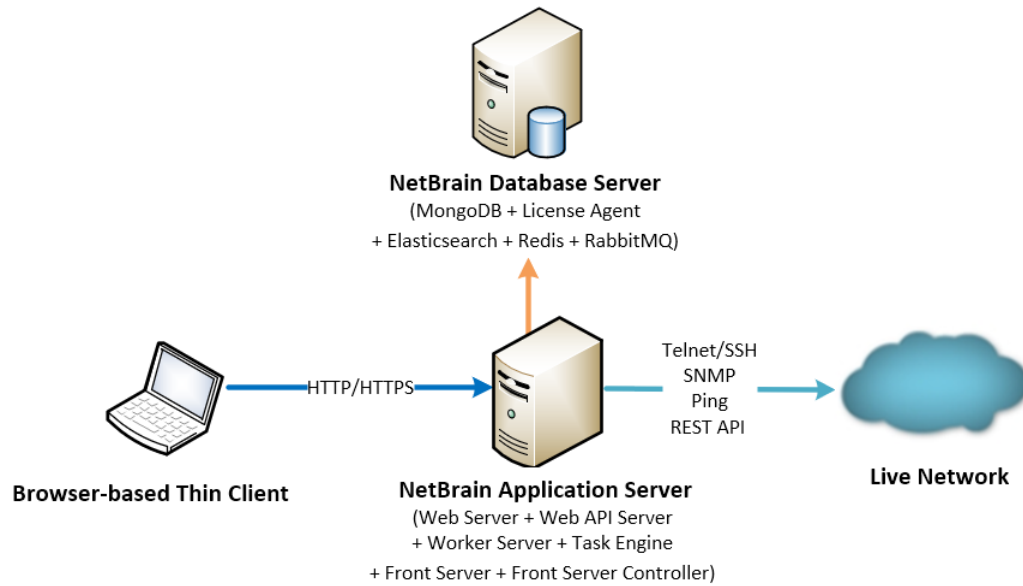 NetBrain Database Server
(MongoDB + License Agent
+ Elasticsearch + Redis + RabbitMQ)
HTTP/HTTPS
Telnet/SSH
SNMP
Ping
REST API
Browser-based Thin Client
NetBrain Application Server
(Web Server + Web API Server
+ Worker Server + Task Engine
+ Front Server + Front Server Controller)
Live Network